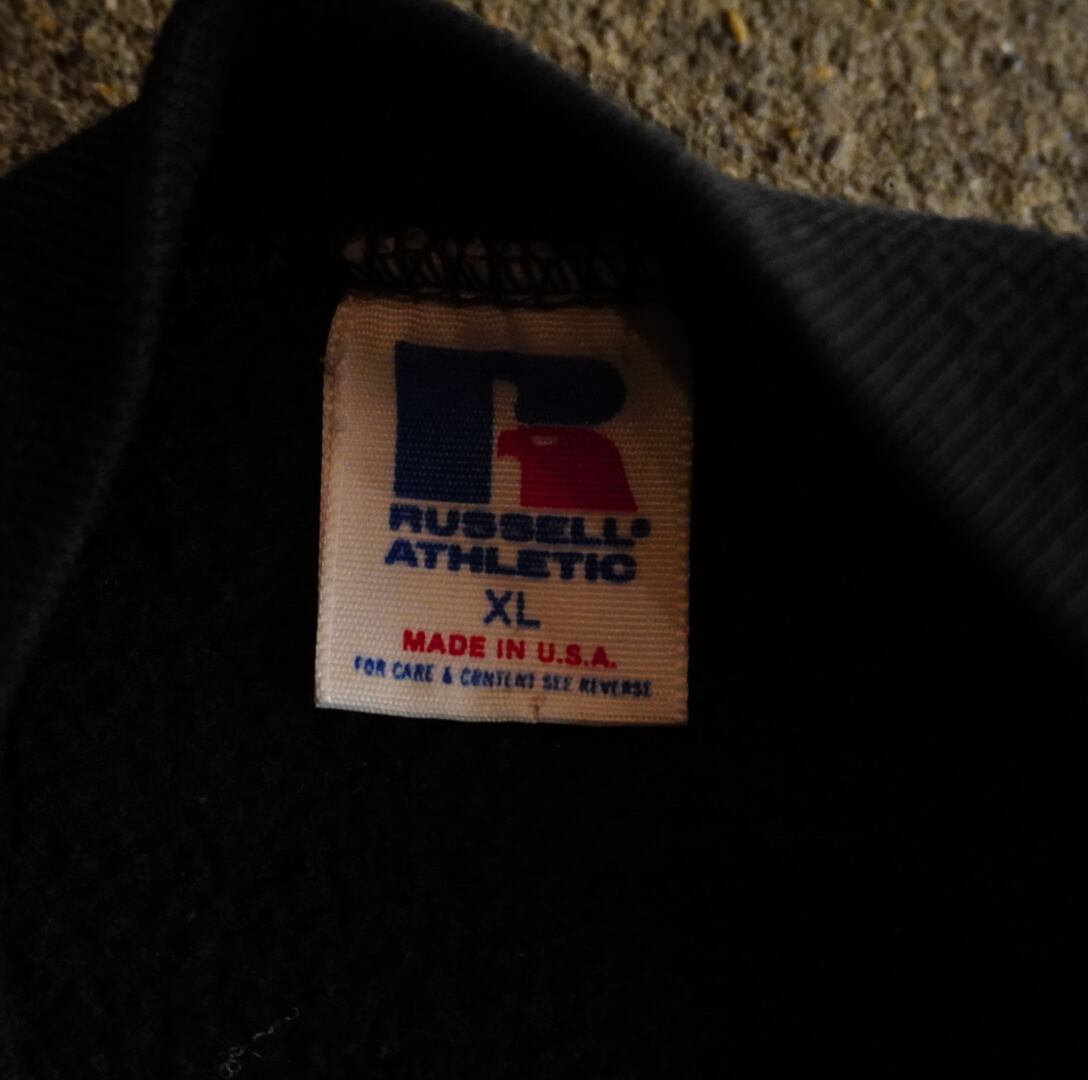 RUSSELL®
ATHLETIC
XL
MADE IN U.S.A.
FOR CARE & CONTENT SEE REVERSE